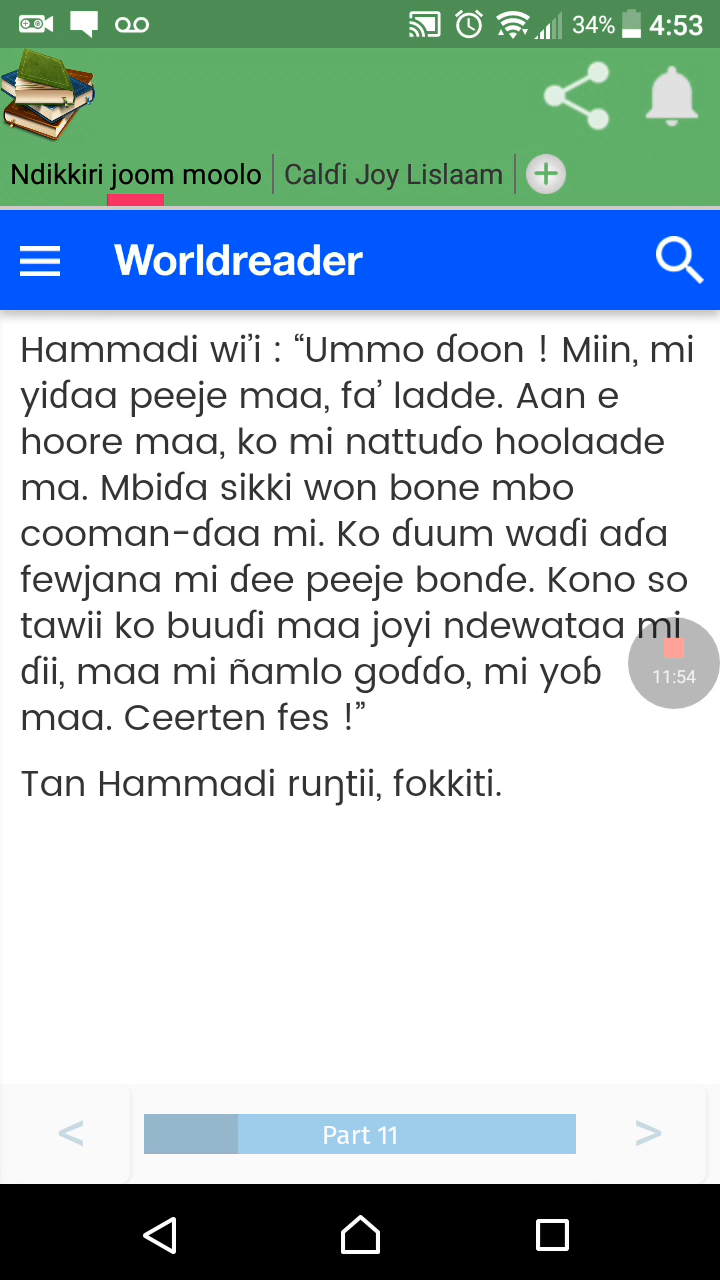 34% 4:53
Ndikkiri joom moolo Calɗi Joy Lislaam
Worldreader
Hammadi wi’i : “Ummo ɗoon ! Miin, mi
yiɗaa peeje maa, fa’ ladde. Aan e
hoore maa, ko mi nattuɗo hoolaade
ma. Mbiɗa sikki won bone mbo
cooman-ɗaa mi. Ko ɗuum waɗi aɗa
fewjana mi ɗee peeje bonɗe. Kono so
tawii ko buuɗi maa joyi ndewataa mi
ɗii, maa mi ñamlo goɗɗo, mi yoɓ
11:54
maa. Ceerten fes !”
Tan Hammadi ruŋtii, fokkiti.
< Part 11 >